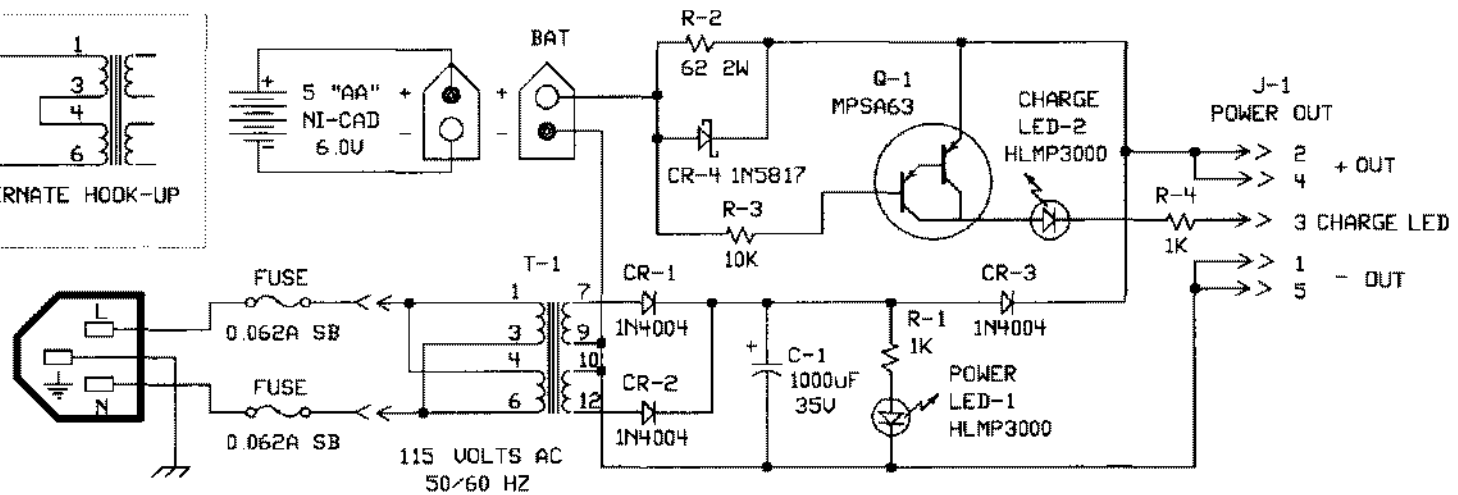 1
3
4
6
ERNATE HOOK-UP
+
5 "AA"
NI-CAD
6.0V
-
+
-
BAT
+
-
R-2
62 2W
CR-4 1N5817
R-3
10K
Q-1
MPSA63
CHARGE
LED-2
HLMP3000
J-1
POWER OUT
2
4
+ OUT
R-4
1K
3 CHARGE LED
1
5
- OUT
L
N
FUSE
0.062A SB
FUSE
0.062A SB
T-1
1
3
4
6
7
9
10
12
115 VOLTS AC
50/60 HZ
CR-1
1N4004
CR-2
1N4004
+
C-1
1000uF
35V
R-1
1K
POWER
LED-1
HLMP3000
CR-3
1N4004